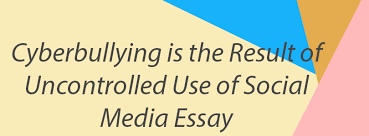 Cyberbullying is the Result of
Uncontrolled Use of Social
Media Essay